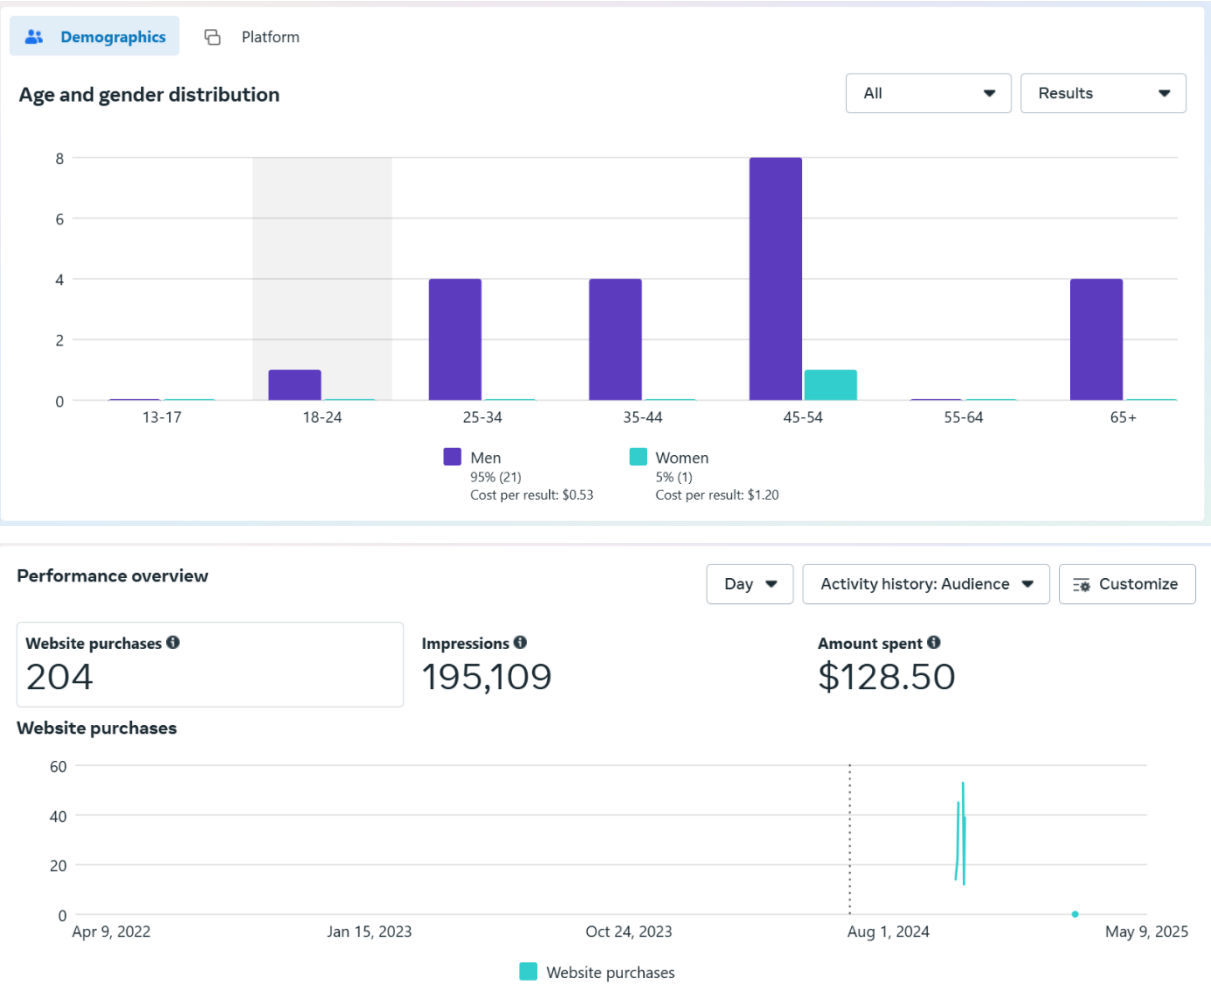 Demographics
Platform
Age and gender distribution
All
Results
8
6
4
2
0
13-17 18-24 25-34 35-44 45-54 55-64 65+
Men
95% (21)
Cost per result: $0.53
Women
5% (1)
Cost per result: $1.20
Performance overview
Day
Activity history: Audience
Customize
Website purchases
204
Impressions
195,109
Amount spent
$128.50
Website purchases
60
40
20
0
Apr 9, 2022 Jan 15, 2023 Oct 24, 2023 Aug 1, 2024 May 9, 2025
Website purchases